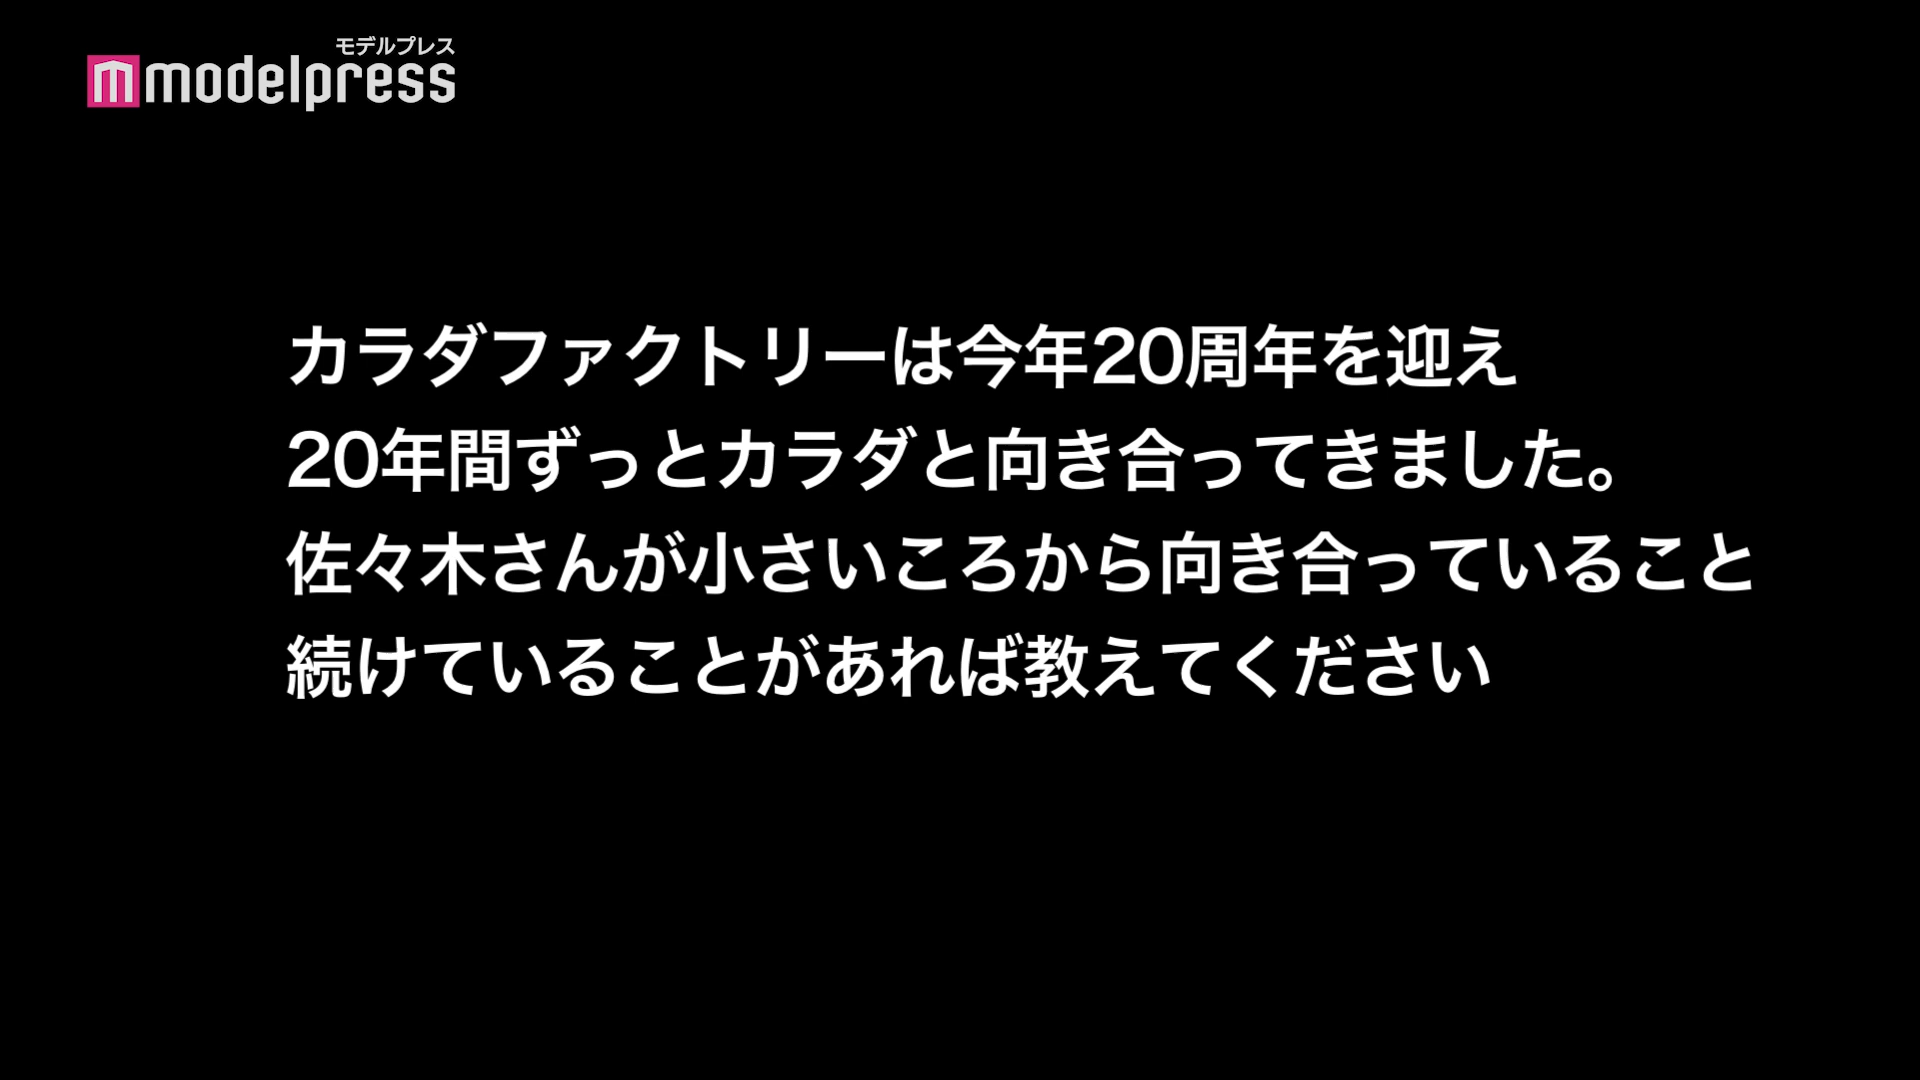 モデルプレス
modelpress
カラダファクトリーは今年20周年を迎え
20年間ずっとカラダと向き合ってきました。
佐々木さんが小さいころから向き合っていること
続けていることがあれば教えてください